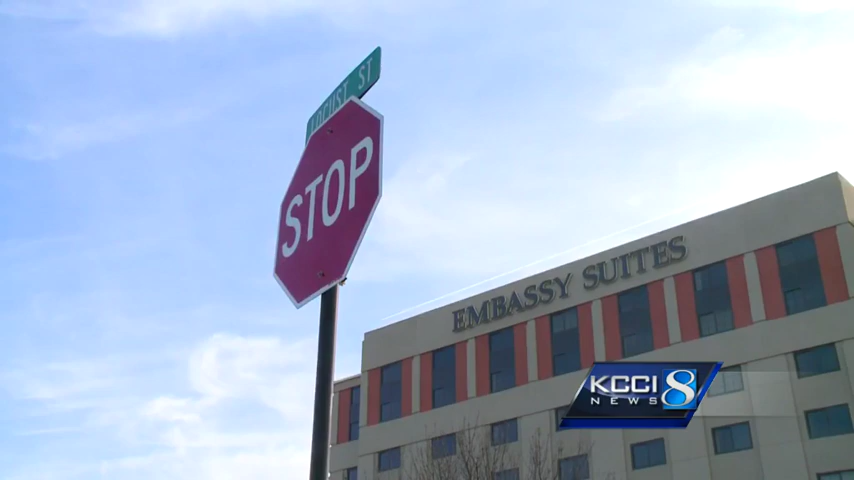 LOCUST ST
STOP
EMBASSY SUITES
KCCI 8
NEWS